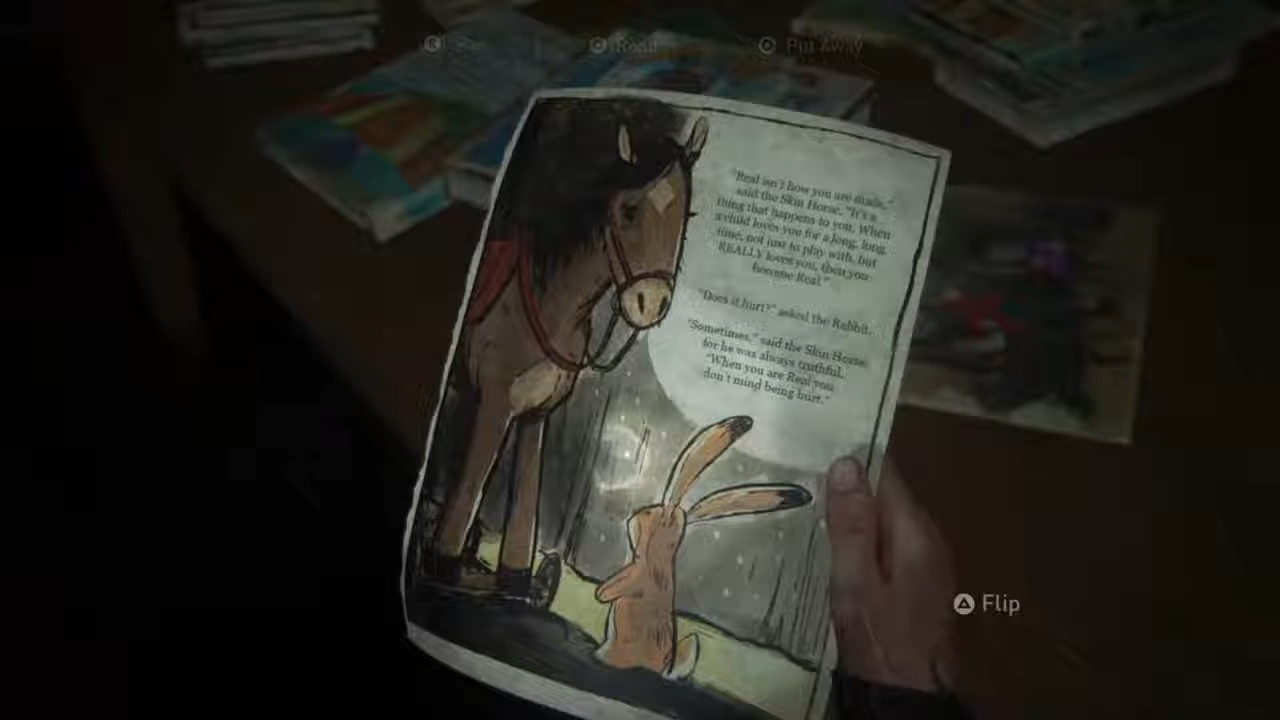 Read
Put Away
"Real isn't how you are made,"
said the Skin Horse. "It's a
thing that happens to you. When
a child loves you for a long, long
time, not just to play with, but
REALLY loves you, then you
become Real."
"Does it hurt?" asked the Rabbit.
"Sometimes," said the Skin Horse,
for he was always truthful.
"When you are Real you
don't mind being hurt."
Flip